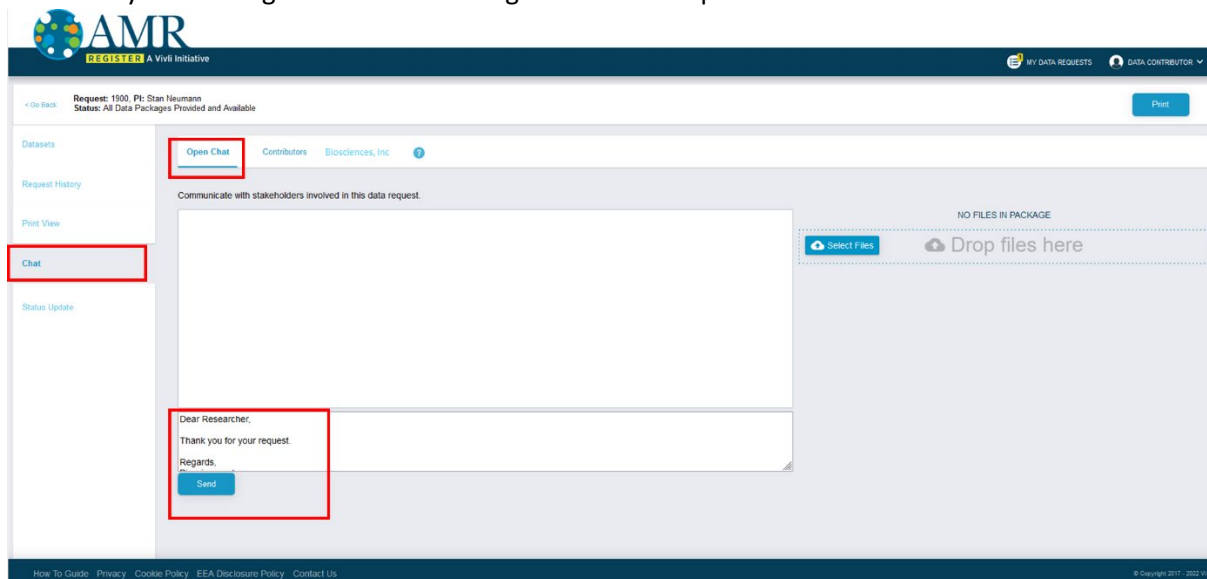 AMR
REGISTER A Vivli Initiative
MY DATA REQUESTS
DATA CONTRIBUTOR
< Go Back
Request: 1900, PI: Stan Neumann
Status: All Data Packages Provided and Available
Print
Datasets
Request History
Print View
Chat
Status Update
Open Chat Contributors Biosciences, Inc ?
Communicate with stakeholders involved in this data request.
NO FILES IN PACKAGE
Select Files
Drop files here
Dear Researcher,
Thank you for your request.
Regards,
Send
How To Guide Privacy Cookie Policy EEA Disclosure Policy Contact Us
© Copyright 2017 - 2022